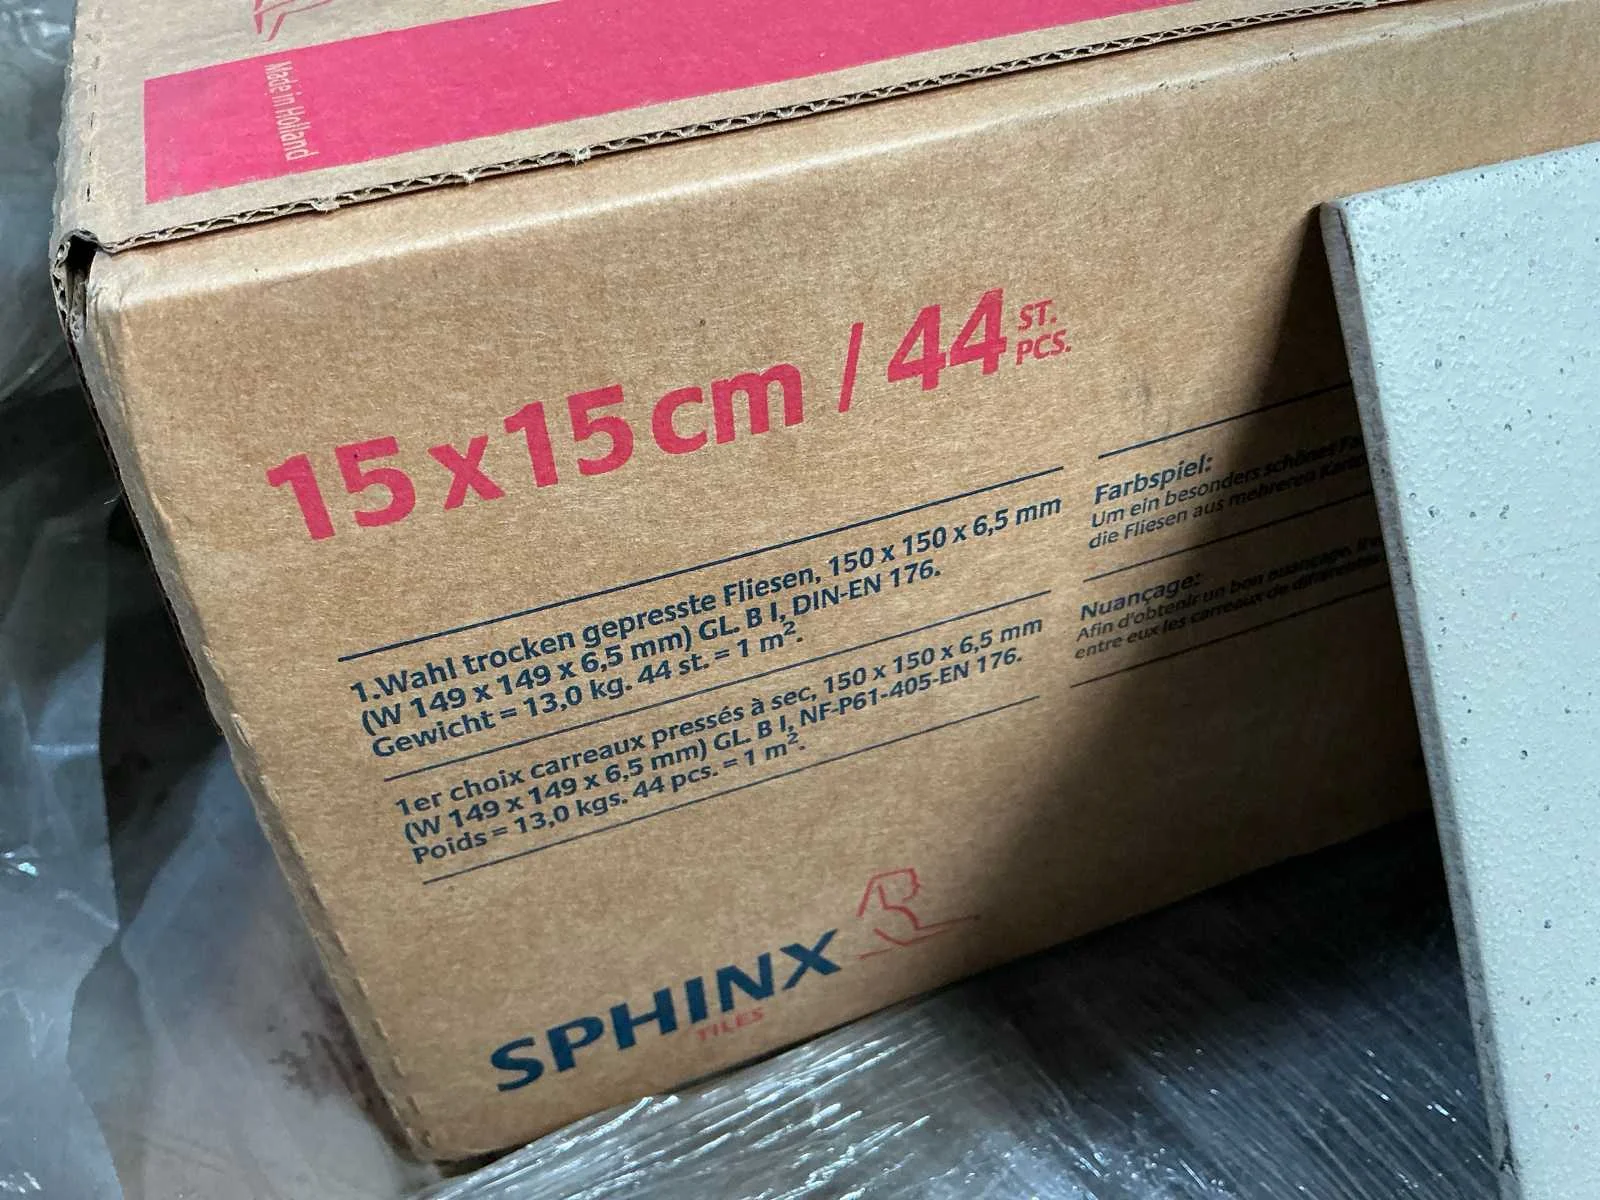 Made in Holland
15x15cm / 44 ST. PCS.
1.Wahl trocken gepresste Fliesen, 150 x 150 x 6,5 mm
(W 149 x 149 x 6,5 mm) GL. B I, DIN-EN 176.
Gewicht = 13,0 kg. 44 st. = 1 m².
1er choix carreaux pressés à sec, 150 x 150 x 6,5 mm
(W 149 x 149 x 6,5 mm) GL. B I, NF-P61-405-EN 176.
Poids = 13,0 kgs. 44 pcs. = 1 m².
Farbspiel:
Um ein besonders schönes
die Fliesen aus mehreren
Nuançage:
Afin d'obtenir un bon nuançage,
entre eux les carreaux de
SPHINX
TILES